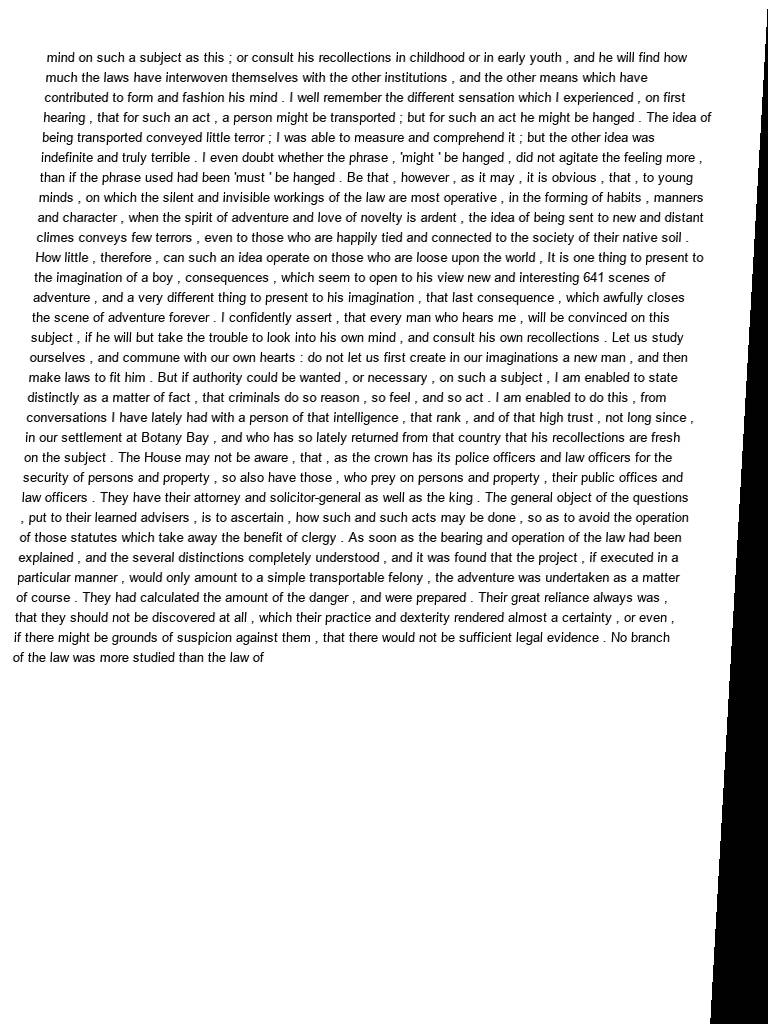 mind on such a subject as this ; or consult his recollections in childhood or in early youth , and he will find how
much the laws have interwoven themselves with the other institutions , and the other means which have
contributed to form and fashion his mind . I well remember the different sensation which I experienced , on first
hearing , that for such an act , a person might be transported ; but for such an act he might be hanged . The idea of
being transported conveyed little terror ; I was able to measure and comprehend it ; but the other idea was
indefinite and truly terrible . I even doubt whether the phrase , 'might ' be hanged , did not agitate the feeling more ,
than if the phrase used had been 'must ' be hanged . Be that , however , as it may , it is obvious , that , to young
minds , on which the silent and invisible workings of the law are most operative , in the forming of habits , manners
and character , when the spirit of adventure and love of novelty is ardent , the idea of being sent to new and distant
climes conveys few terrors , even to those who are happily tied and connected to the society of their native soil .
How little , therefore , can such an idea operate on those who are loose upon the world , It is one thing to present to
the imagination of a boy , consequences , which seem to open to his view new and interesting 641 scenes of
adventure , and a very different thing to present to his imagination , that last consequence , which awfully closes
the scene of adventure forever . I confidently assert , that every man who hears me , will be convinced on this
subject , if he will but take the trouble to look into his own mind , and consult his own recollections . Let us study
ourselves , and commune with our own hearts : do not let us first create in our imaginations a new man , and then
make laws to fit him . But if authority could be wanted , or necessary , on such a subject , I am enabled to state
distinctly as a matter of fact , that criminals do so reason , so feel , and so act . I am enabled to do this , from
conversations I have lately had with a person of that intelligence , that rank , and of that high trust , not long since ,
in our settlement at Botany Bay , and who has so lately returned from that country that his recollections are fresh
on the subject . The House may not be aware , that , as the crown has its police officers and law officers for the
security of persons and property , so also have those , who prey on persons and property , their public offices and
law officers . They have their attorney and solicitor-general as well as the king . The general object of the questions
, put to their learned advisers , is to ascertain , how such and such acts may be done , so as to avoid the operation
of those statutes which take away the benefit of clergy . As soon as the bearing and operation of the law had been
explained , and the several distinctions completely understood , and it was found that the project , if executed in a
particular manner , would only amount to a simple transportable felony , the adventure was undertaken as a matter
of course . They had calculated the amount of the danger , and were prepared . Their great reliance always was ,
that they should not be discovered at all , which their practice and dexterity rendered almost a certainty , or even ,
if there might be grounds of suspicion against them , that there would not be sufficient legal evidence . No branch
of the law was more studied than the law of